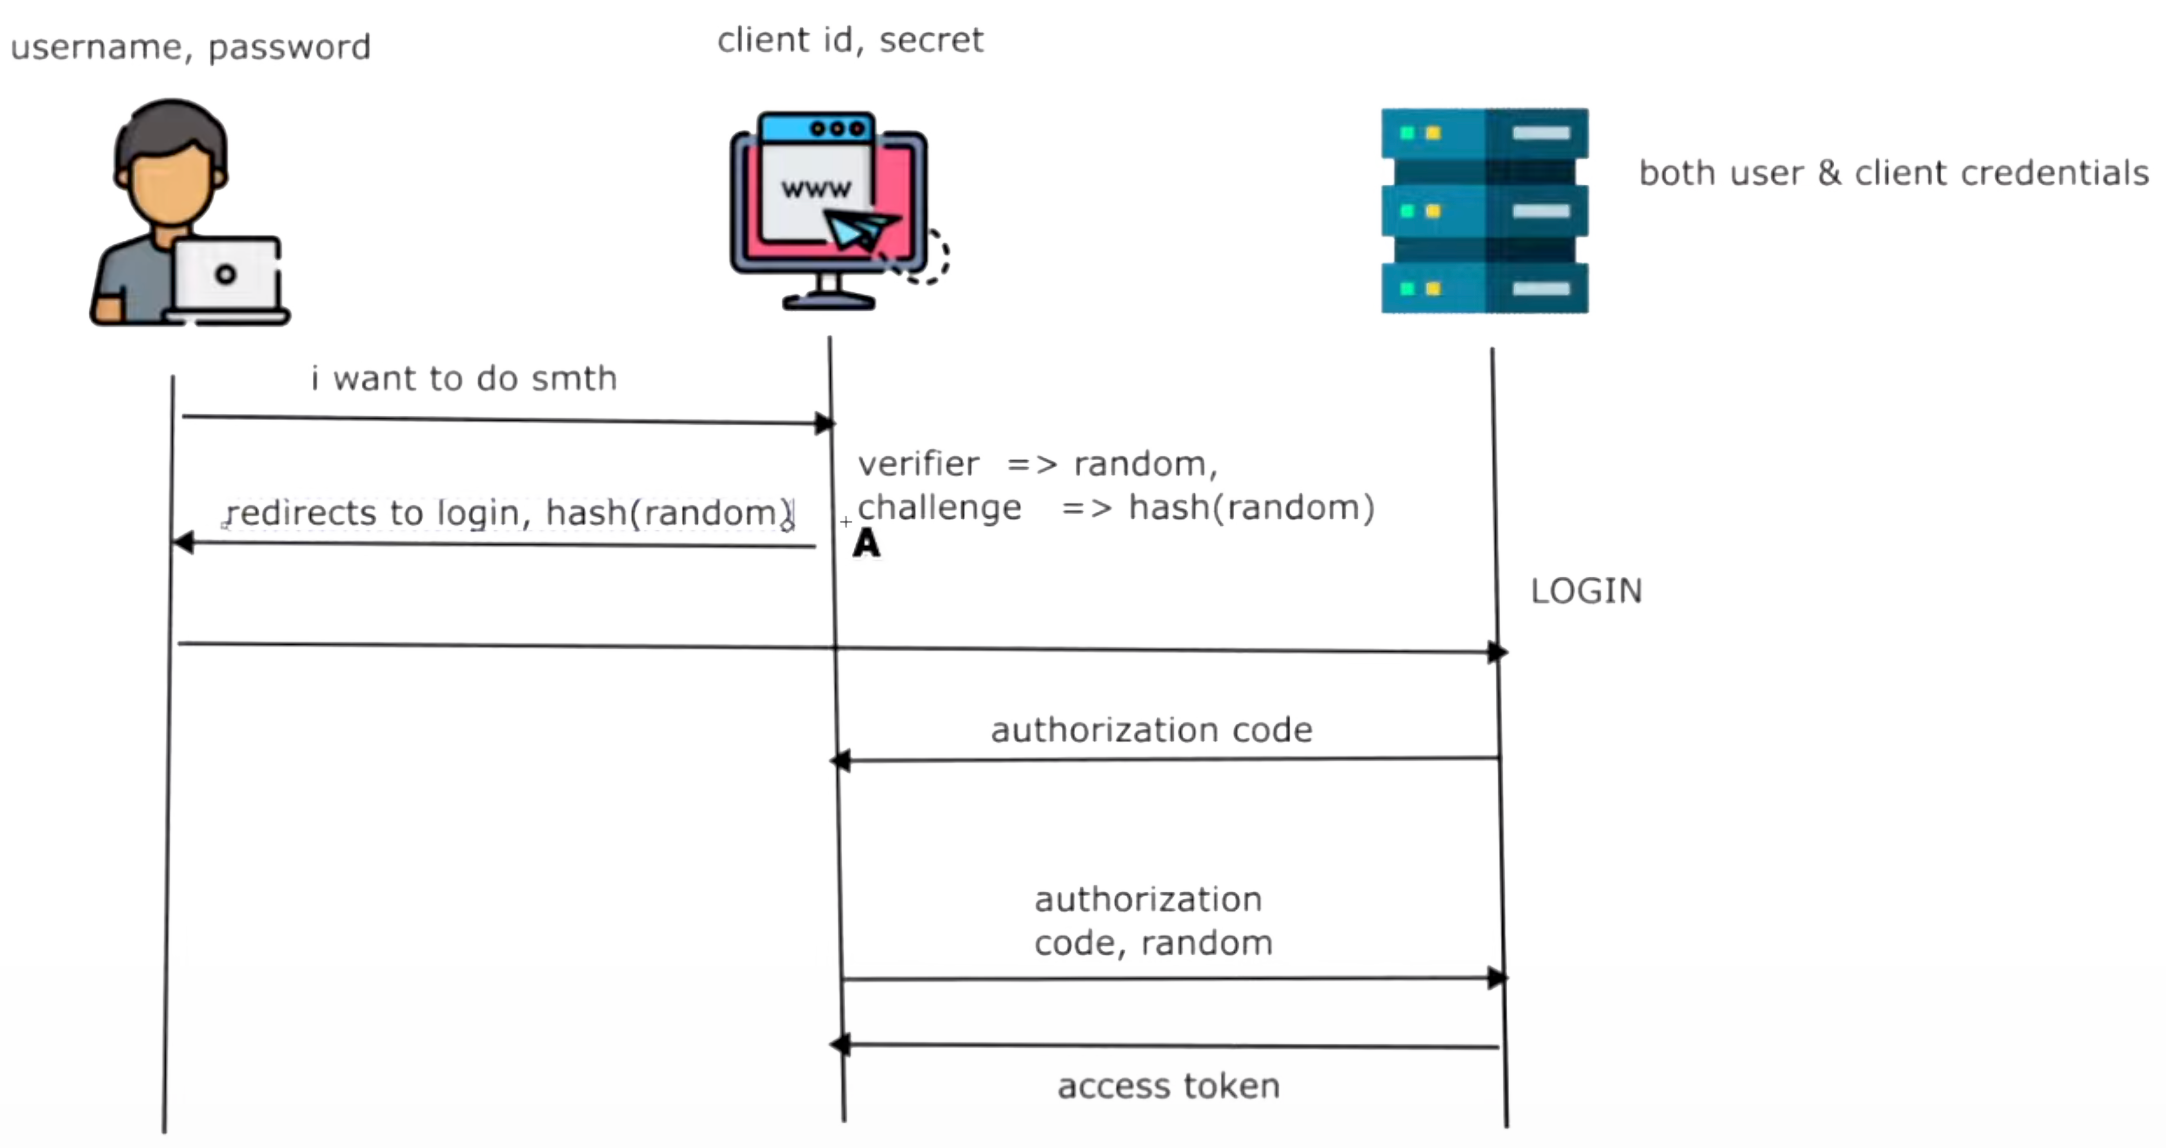 username, password
client id, secret
both user & client credentials
www
i want to do smth
verifier => random,
challenge => hash(random)
redirects to login, hash(random)
A
LOGIN
authorization code
authorization
code, random
access token